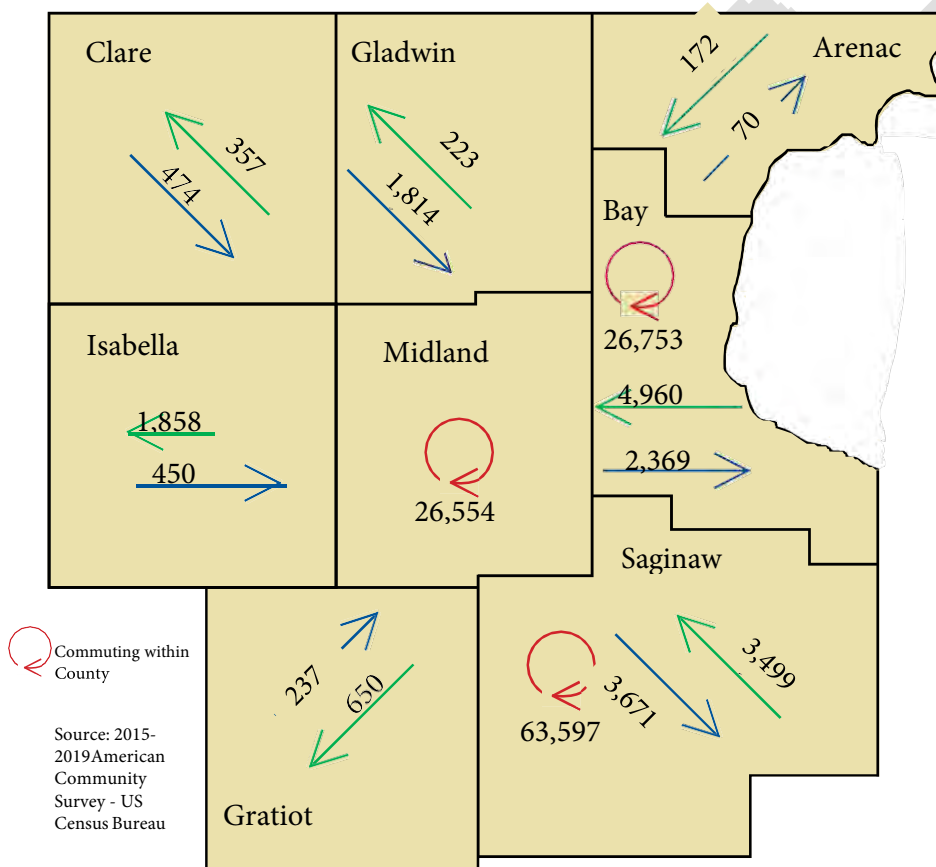 Clare
357
474
Gladwin
223
1,814
172
Arenac
70
Bay
26,753
4,960
2,369
Isabella
1,858
450
Midland
26,554
Saginaw
3,499
3,671
63,597
237
650
Gratiot
Commuting within
County
Source: 2015-
2019American
Community
Survey - US
Census Bureau